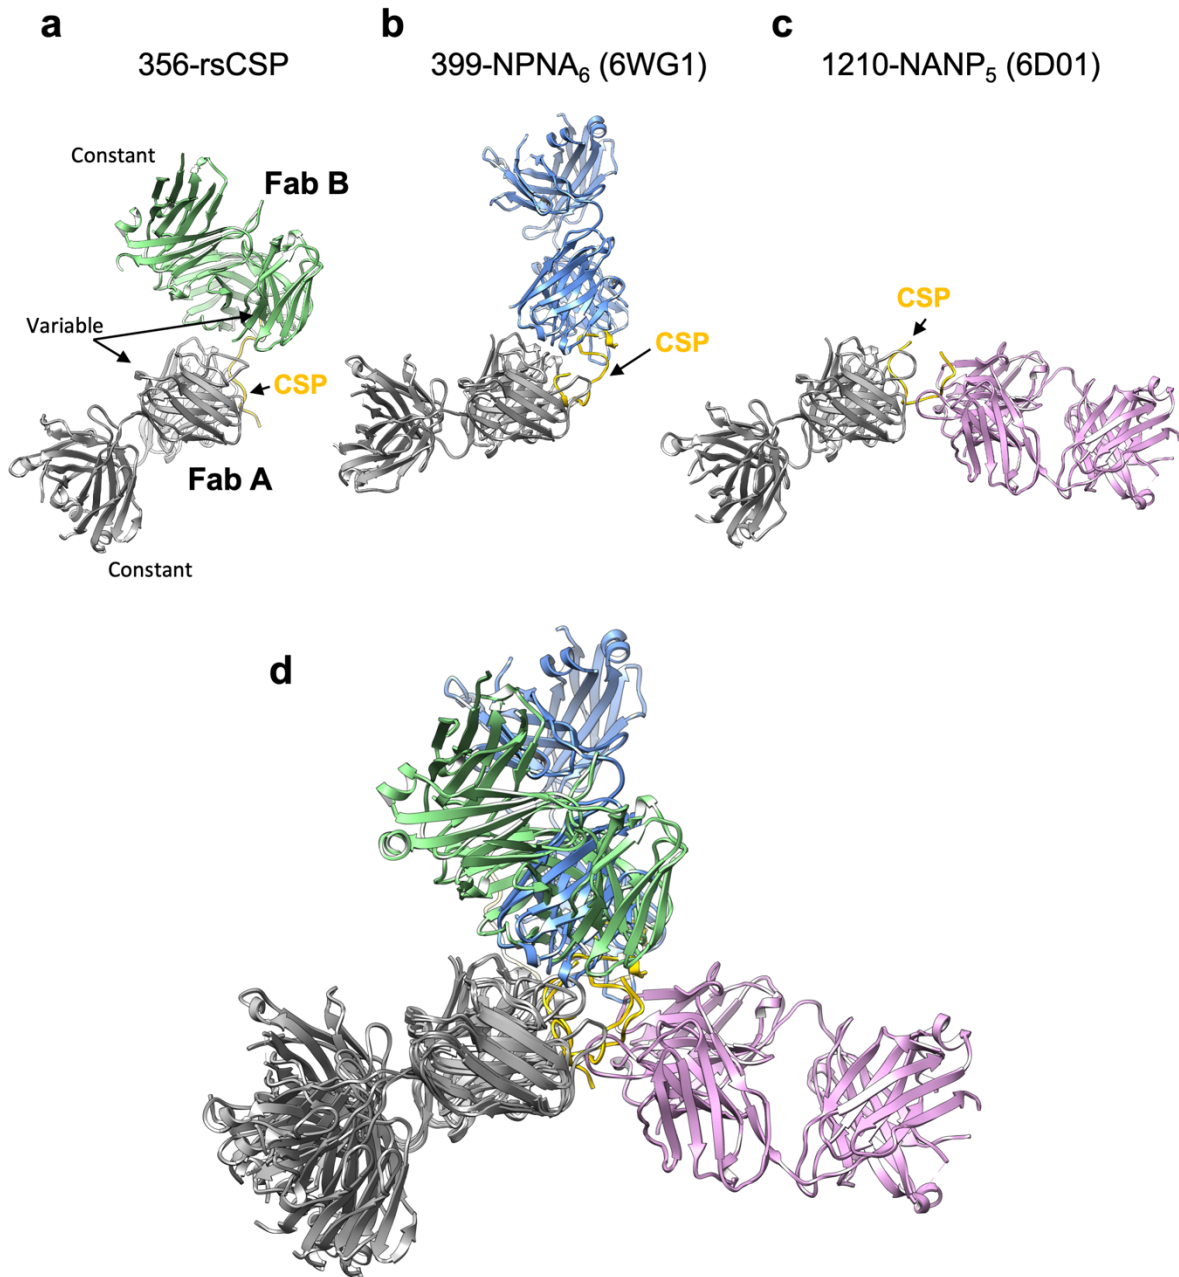 a
356-rsCSP
Constant
Fab B
Variable
CSP
Fab A
Constant
b
399-NPNA₆ (6WG1)
CSP
c
1210-NANP₅ (6D01)
CSP
d